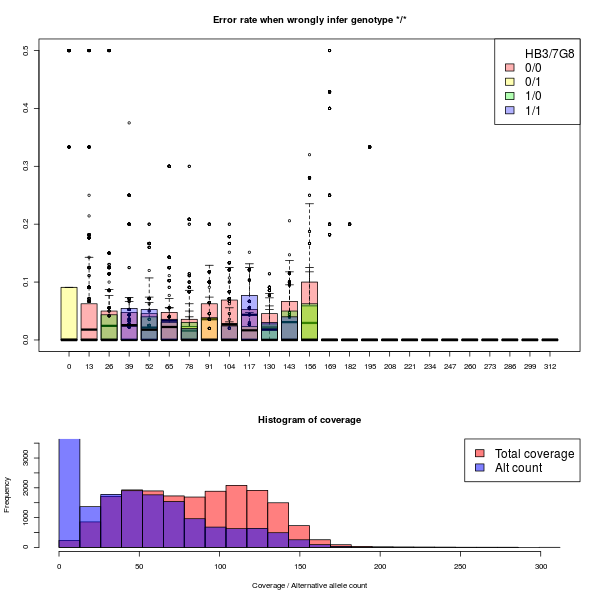 Error rate when wrongly infer genotype */*
HB3/7G8
0/0
0/1
1/0
1/1
0.5
0.4
0.3
0.2
0.1
0.0
0 13 26 39 52 65 78 91 104 117 130 143 156 169 182 195 208 221 234 247 260 273 286 299 312
Histogram of coverage
Total coverage
Alt count
Frequency
3000
2000
1000
0
0 50 100 150 200 250 300
Coverage / Alternative allele count